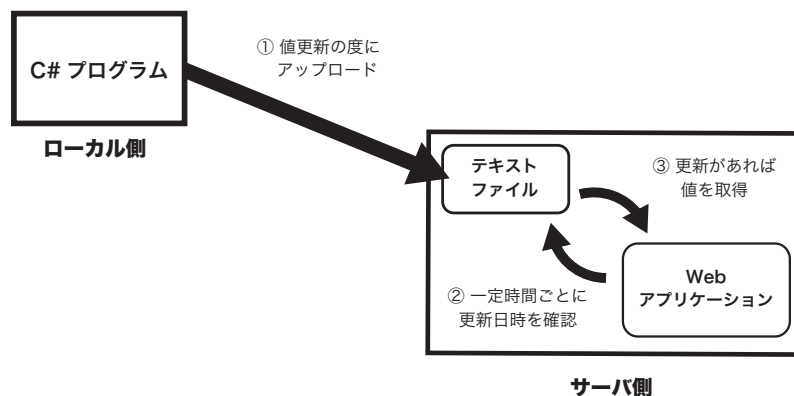 C# プログラム
ローカル側
① 値更新の度に
アップロード
テキスト
ファイル
③ 更新があれば
値を取得
② 一定時間ごとに
更新日時を確認
Web
アプリケーション
サーバ側